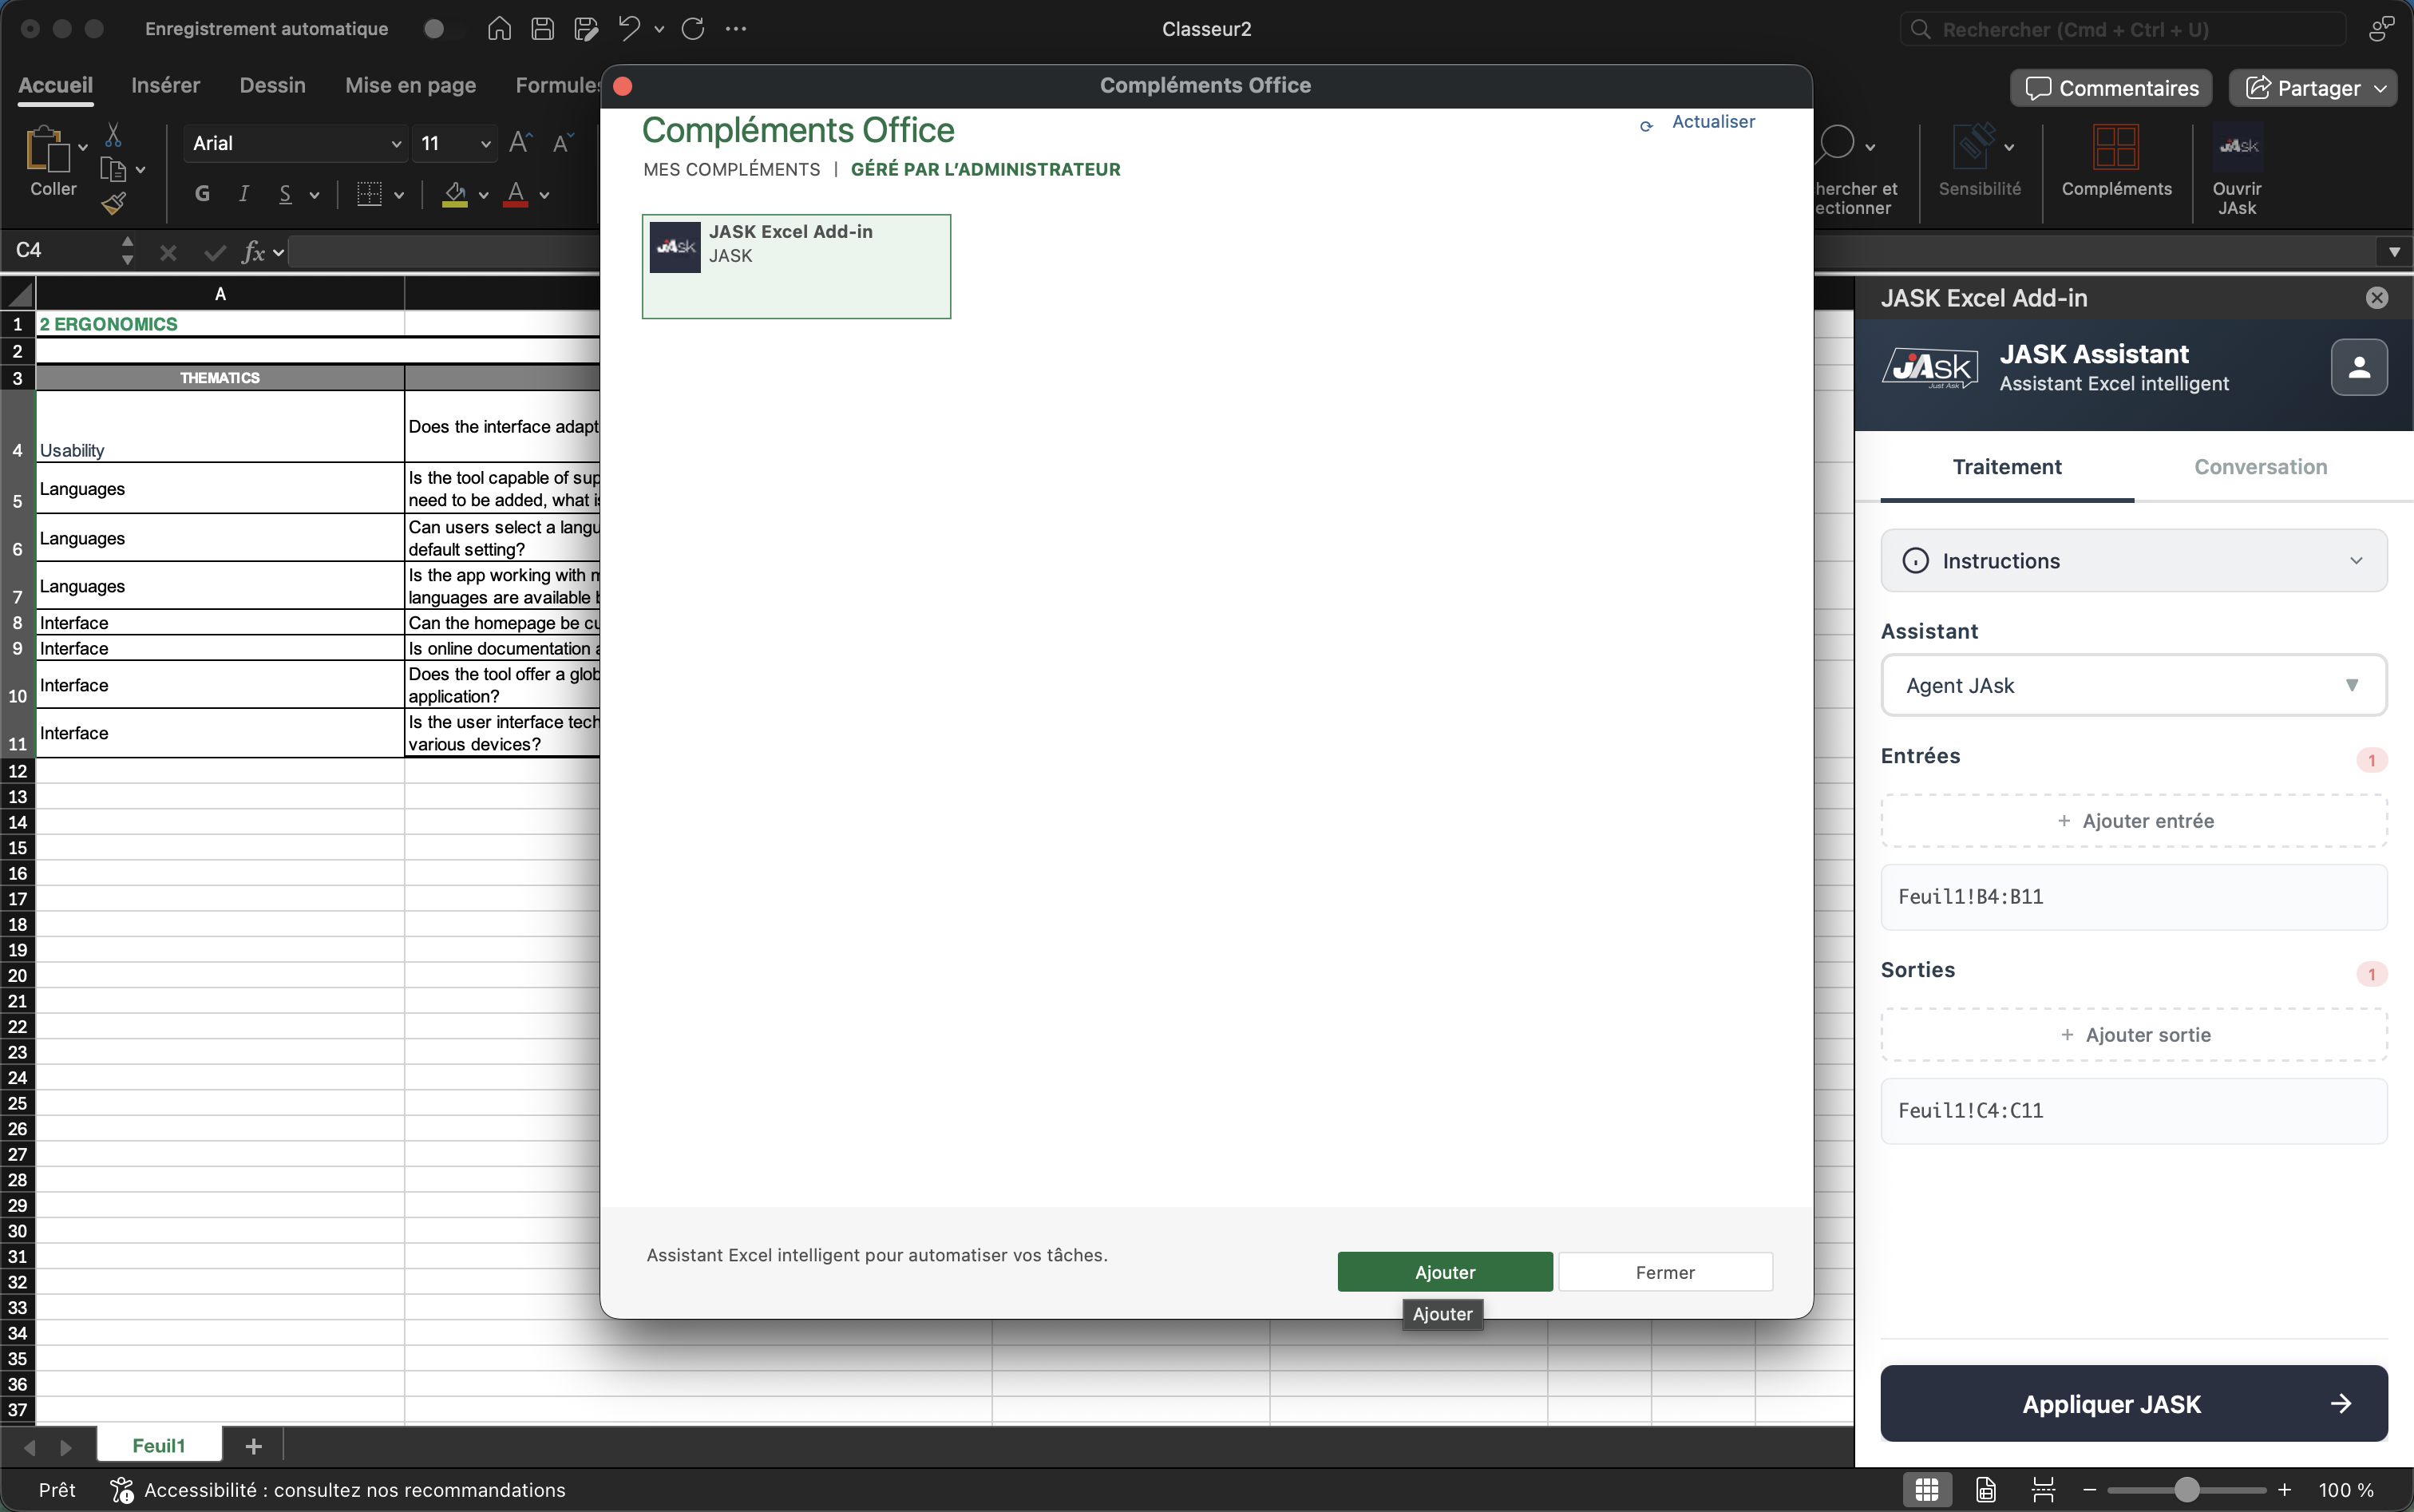 Enregistrement automatique
Classeur2
Rechercher (Cmd + Ctrl + U)
Accueil Insérer Dessin Mise en page Formules
Commentaires
Partager
Coller
Arial
11
G I S
A
Sensibilité
Compléments
Ouvrir
JAsk
C4
fx
Compléments Office
Compléments Office
Actualiser
MES COMPLÉMENTS | GÉRÉ PAR L'ADMINISTRATEUR
JAsk
JASK Excel Add-in
JASK
A
1 2 ERGONOMICS
2
3 THEMATICS
Does the interface adapt
4 Usability
Is the tool capable of
5 Languages
need to be added, what
Can users select a
6 Languages
default setting?
Is the app working with
7 Languages
languages are available
8 Interface Can the homepage be
9 Interface Is online documentation
Does the tool offer a
10 Interface
application?
Is the user interface
11 Interface
various devices?
12
13
14
15
16
17
18
19
20
21
22
23
24
25
26
27
28
29
30
31
32
33
34
35
36
37
Assistant Excel intelligent pour automatiser vos tâches.
Ajouter
Fermer
Ajouter
JASK Excel Add-in
jAsk
Just Ask
JASK Assistant
Assistant Excel intelligent
Traitement
Conversation
Instructions
Assistant
Agent JAsk
Entrées
1
+ Ajouter entrée
Feuil1!B4:B11
Sorties
1
+ Ajouter sortie
Feuil1!C4:C11
Appliquer JASK
Feuil1
Prêt
Accessibilité : consultez nos recommandations
100 %